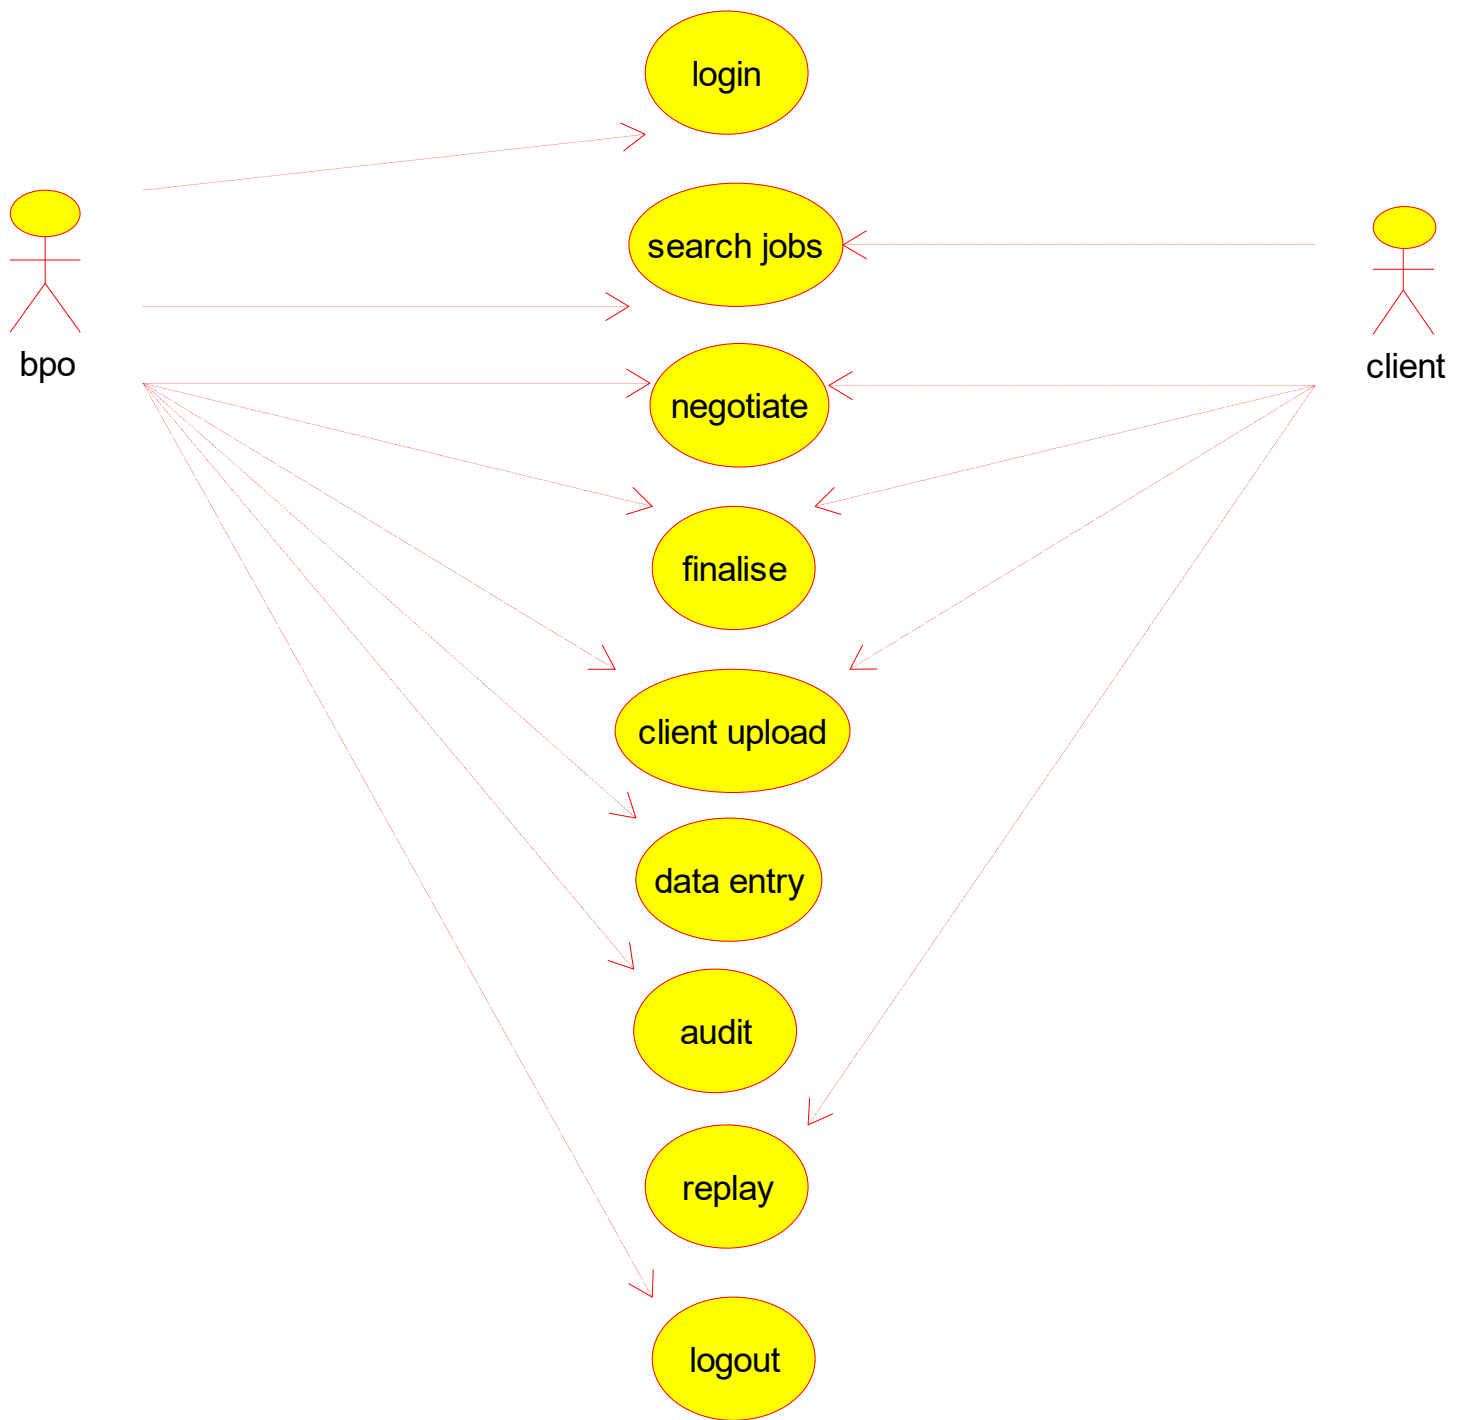 login
search jobs
bpo
client
negotiate
finalise
client upload
data entry
audit
replay
logout